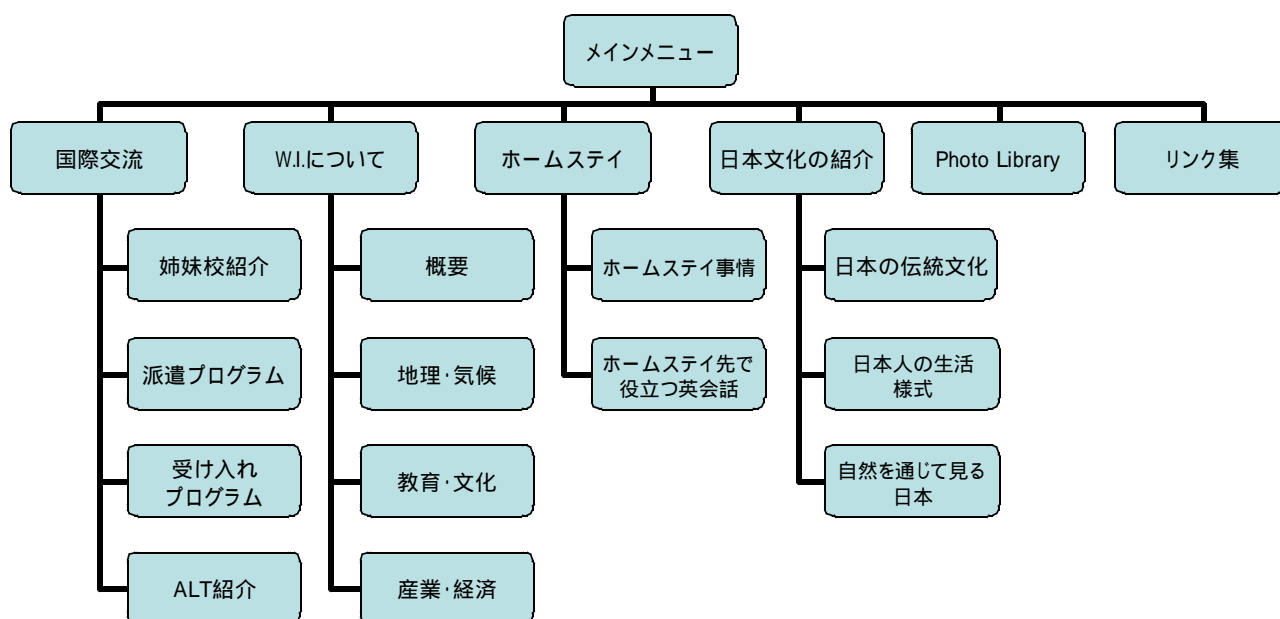 メインメニュー
国際交流
W.I.について
ホームステイ
日本文化の紹介
Photo Library
リンク集
姉妹校紹介
概要
ホームステイ事情
日本の伝統文化
派遣プログラム
地理・気候
ホームステイ先で
役立つ英会話
日本人の生活
様式
受け入れ
プログラム
教育・文化
自然を通じて見る
日本
ALT紹介
産業・経済